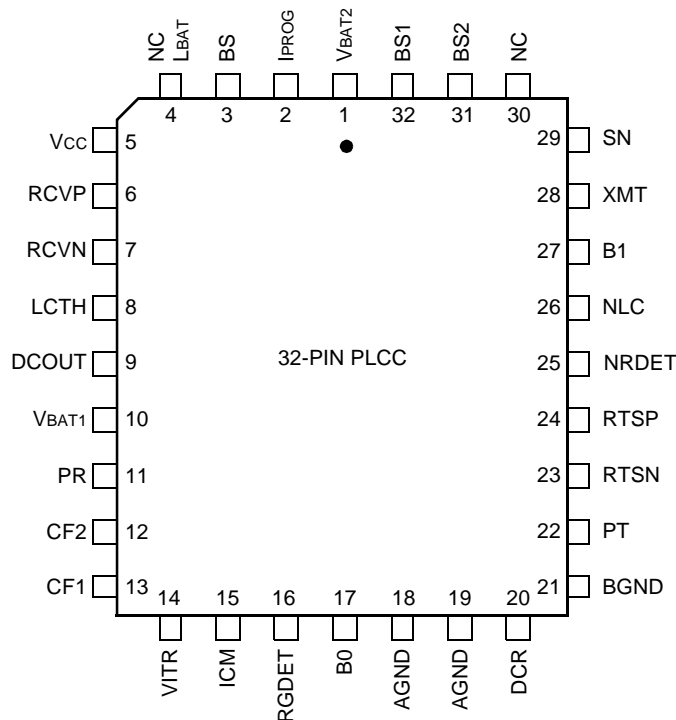 NC
LBAT
BS
IPROG
VBAT2
BS1
BS2
NC
4
3
2
1
32
31
30
VCC 5
RCVP 6
RCVN 7
LCTH 8
DCOUT 9
VBAT1 10
PR 11
CF2 12
CF1 13
32-PIN PLCC
29 SN
28 XMT
27 B1
26 NLC
25 NRDET
24 RTSP
23 RTSN
22 PT
21 BGND
14
15
16
17
18
19
20
VITR
ICM
RGDET
B0
AGND
AGND
DCR